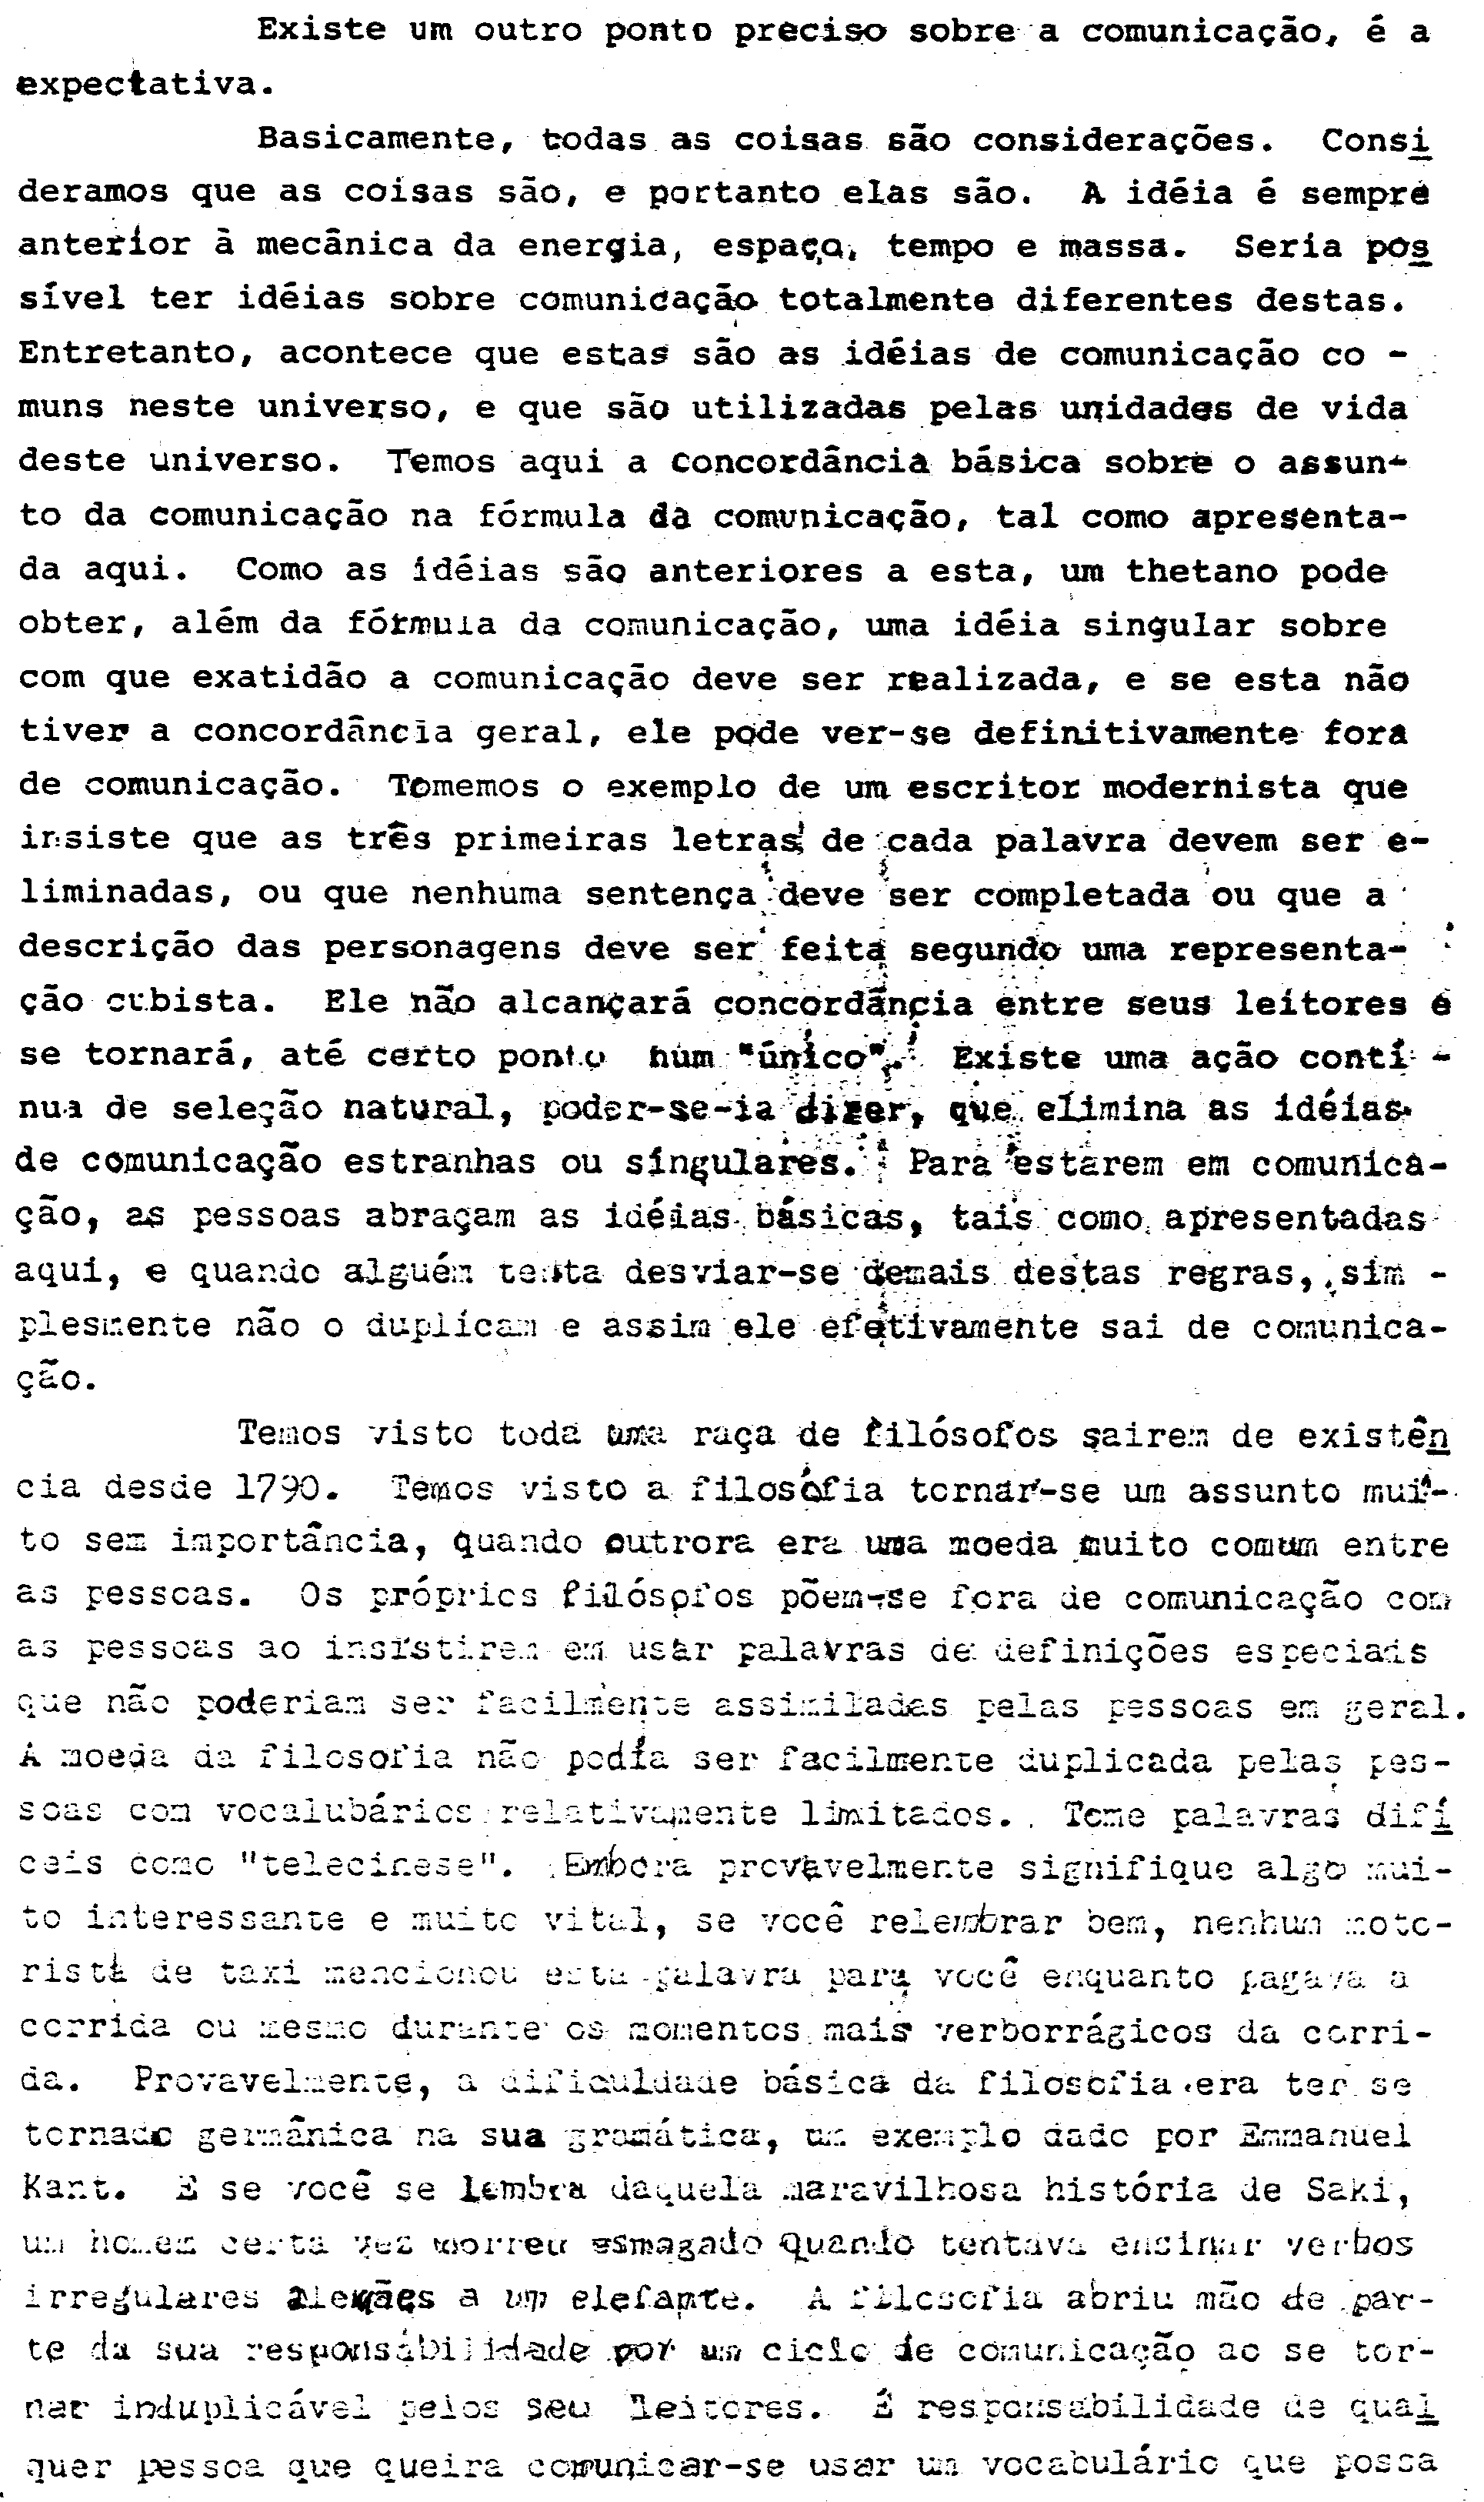 Existe um outro ponto preciso sobre a comunicação, é a
expectativa.
Basicamente, todas as coisas são considerações. Consi
deramos que as coisas são, e portanto elas são. A idéia é sempre
anterior à mecânica da energia, espaço, tempo e massa. Seria pos
sível ter idéias sobre comunicação totalmente diferentes destas.
Entretanto, acontece que estas são as idéias de comunicação co -
muns neste universo, e que são utilizadas pelas unidades de vida
deste universo. Temos aqui a concordância básica sobre o assun-
to da comunicação na fórmula da comunicação, tal como apresenta-
da aqui. Como as idéias são anteriores a esta, um thetano pode
obter, além da fórmula da comunicação, uma idéia singular sobre
com que exatidão a comunicação deve ser realizada, e se esta não
tiver a concordância geral, ele pode ver-se definitivamente fora
de comunicação. Tomemos o exemplo de um escritor modernista que
insiste que as três primeiras letras de cada palavra devem ser e-
liminadas, ou que nenhuma sentença deve ser completada ou que a
descrição das personagens deve ser feita segundo uma representa-
ção cubista. Ele não alcançará concordância entre seus leitores e
se tornará, até certo ponto num "único". Existe uma ação contí -
nua de seleção natural, poder-se-ia dizer, que elimina as idéias
de comunicação estranhas ou singulares. Para estarem em comunica-
ção, as pessoas abraçam as idéias básicas, tais como apresentadas
aqui, e quando alguém tenta desviar-se demais destas regras, sim -
plesmente não o duplicam e assim ele efetivamente sai de comunica-
ção.
Temos visto toda uma raça de filósofos sairem de existên
cia desde 1790. Temos visto a filosofia tornar-se um assunto mui-
to sem importância, quando outrora era uma moeda muito comum entre
as pessoas. Os próprios filósofos põem-se fora de comunicação com
as pessoas ao insistirem em usar palavras de definições especiais
que não poderiam ser facilmente assimiladas pelas pessoas em geral.
A moeda da filosofia não podia ser facilmente duplicada pelas pes-
soas com vocalubários relativamente limitados. Tome palavras difí
ceis como "telecinese". Embora provavelmente signifique algo mui-
to interessante e muito vital, se você relembrar bem, nenhum moto-
rista de taxi mencionou esta palavra para você enquanto pagava a
corrida ou mesmo durante os momentos mais verborrágicos da corri-
da. Provavelmente, a dificuldade básica da filosofia era ter se
tornado germânica na sua gramática, um exemplo dado por Emmanuel
Kant. E se você se lembra daquela maravilhosa história de Saki,
um homem certa vez morreu esmagado quando tentava ensinar verbos
irregulares alemães a um elefante. A filosofia abriu mão de par-
te da sua responsabilidade por um ciclo de comunicação ao se tor-
nar induplicável pelos seu leitores. É responsabilidade de qual
quer pessoa que queira comunicar-se usar um vocabulário que possa